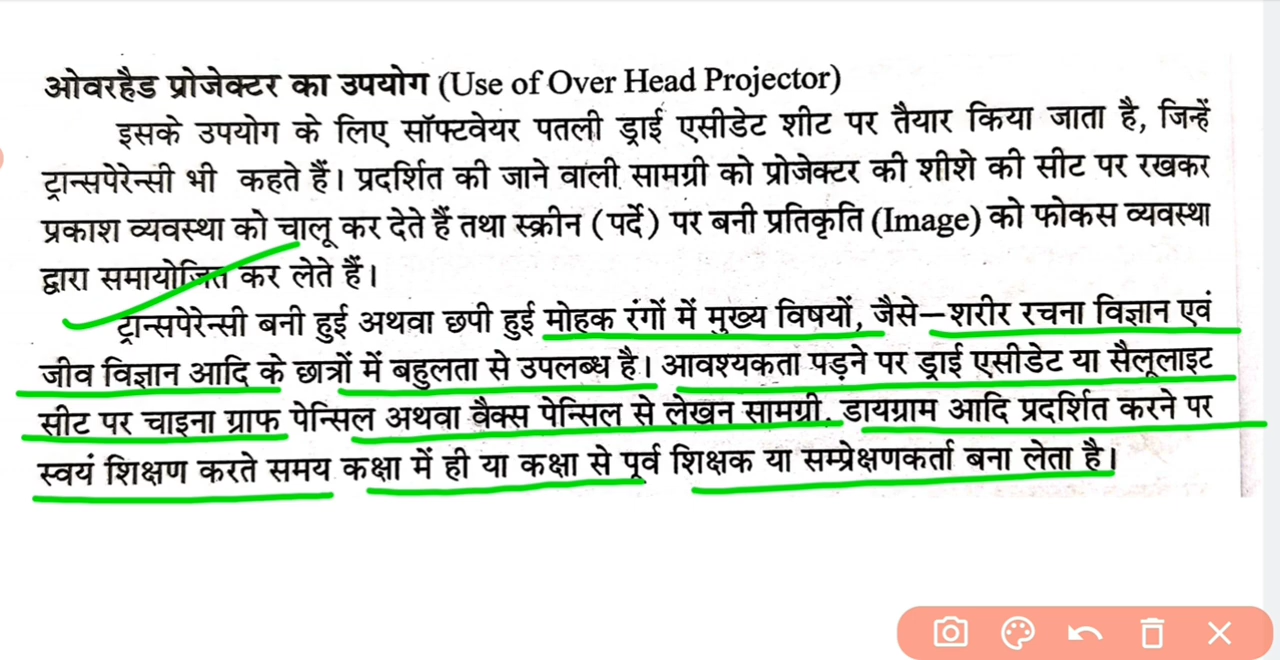 ओवरहैड प्रोजेक्टर का उपयोग (Use of Over Head Projector)
इसके उपयोग के लिए सॉफ्टवेयर पतली ड्राई एसीडेट शीट पर तैयार किया जाता है, जिन्हें
ट्रान्सपेरेन्सी भी कहते हैं। प्रदर्शित की जाने वाली सामग्री को प्रोजेक्टर की शीशे की सीट पर रखकर
प्रकाश व्यवस्था को चालू कर देते हैं तथा स्क्रीन (पर्दे) पर बनी प्रतिकृति (Image) को फोकस व्यवस्था
द्वारा समायोजित कर लेते हैं।
ट्रान्सपेरेन्सी बनी हुई अथवा छपी हुई मोहक रंगों में मुख्य विषयों, जैसे—शरीर रचना विज्ञान एवं
जीव विज्ञान आदि के छात्रों में बहुलता से उपलब्ध है। आवश्यकता पड़ने पर ड्राई एसीडेट या सैलूलाइट
सीट पर चाइना ग्राफ पेन्सिल अथवा वैक्स पेन्सिल से लेखन सामग्री, डायग्राम आदि प्रदर्शित करने पर
स्वयं शिक्षण करते समय कक्षा में ही या कक्षा से पूर्व शिक्षक या सम्प्रेक्षणकर्ता बना लेता है।